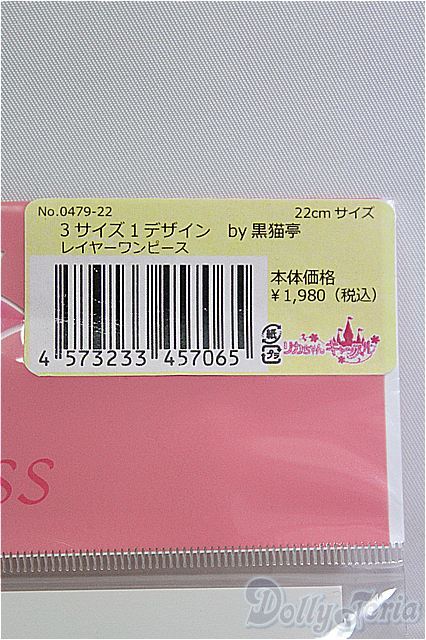 No.0479-22
22cm サイズ
3サイズ1デザイン by 黒猫亭
レイヤーワンピース
本体価格
￥1,980（税込）
4 573233 457065
紙
プラ
リカちゃん キャッスル
ss
Dolly Teria